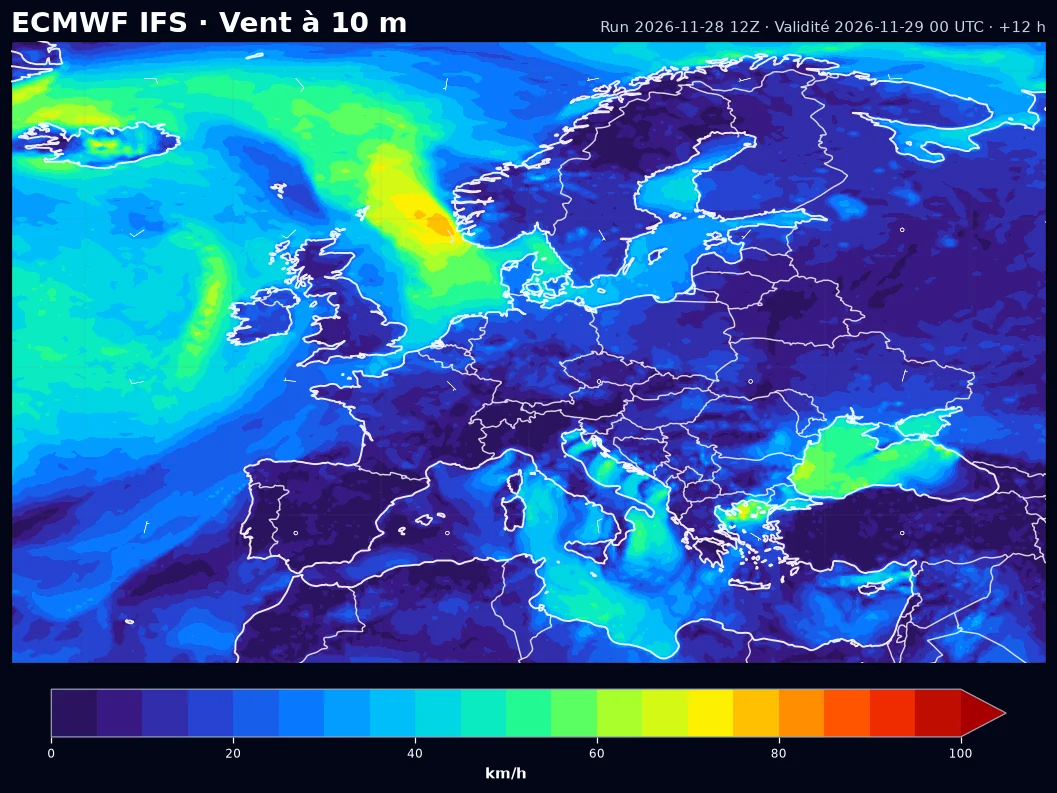 ECMWF IFS · Vent à 10 m
Run 2026-11-28 12Z · Validité 2026-11-29 00 UTC · +12 h
0 20 40 60 80 100
km/h